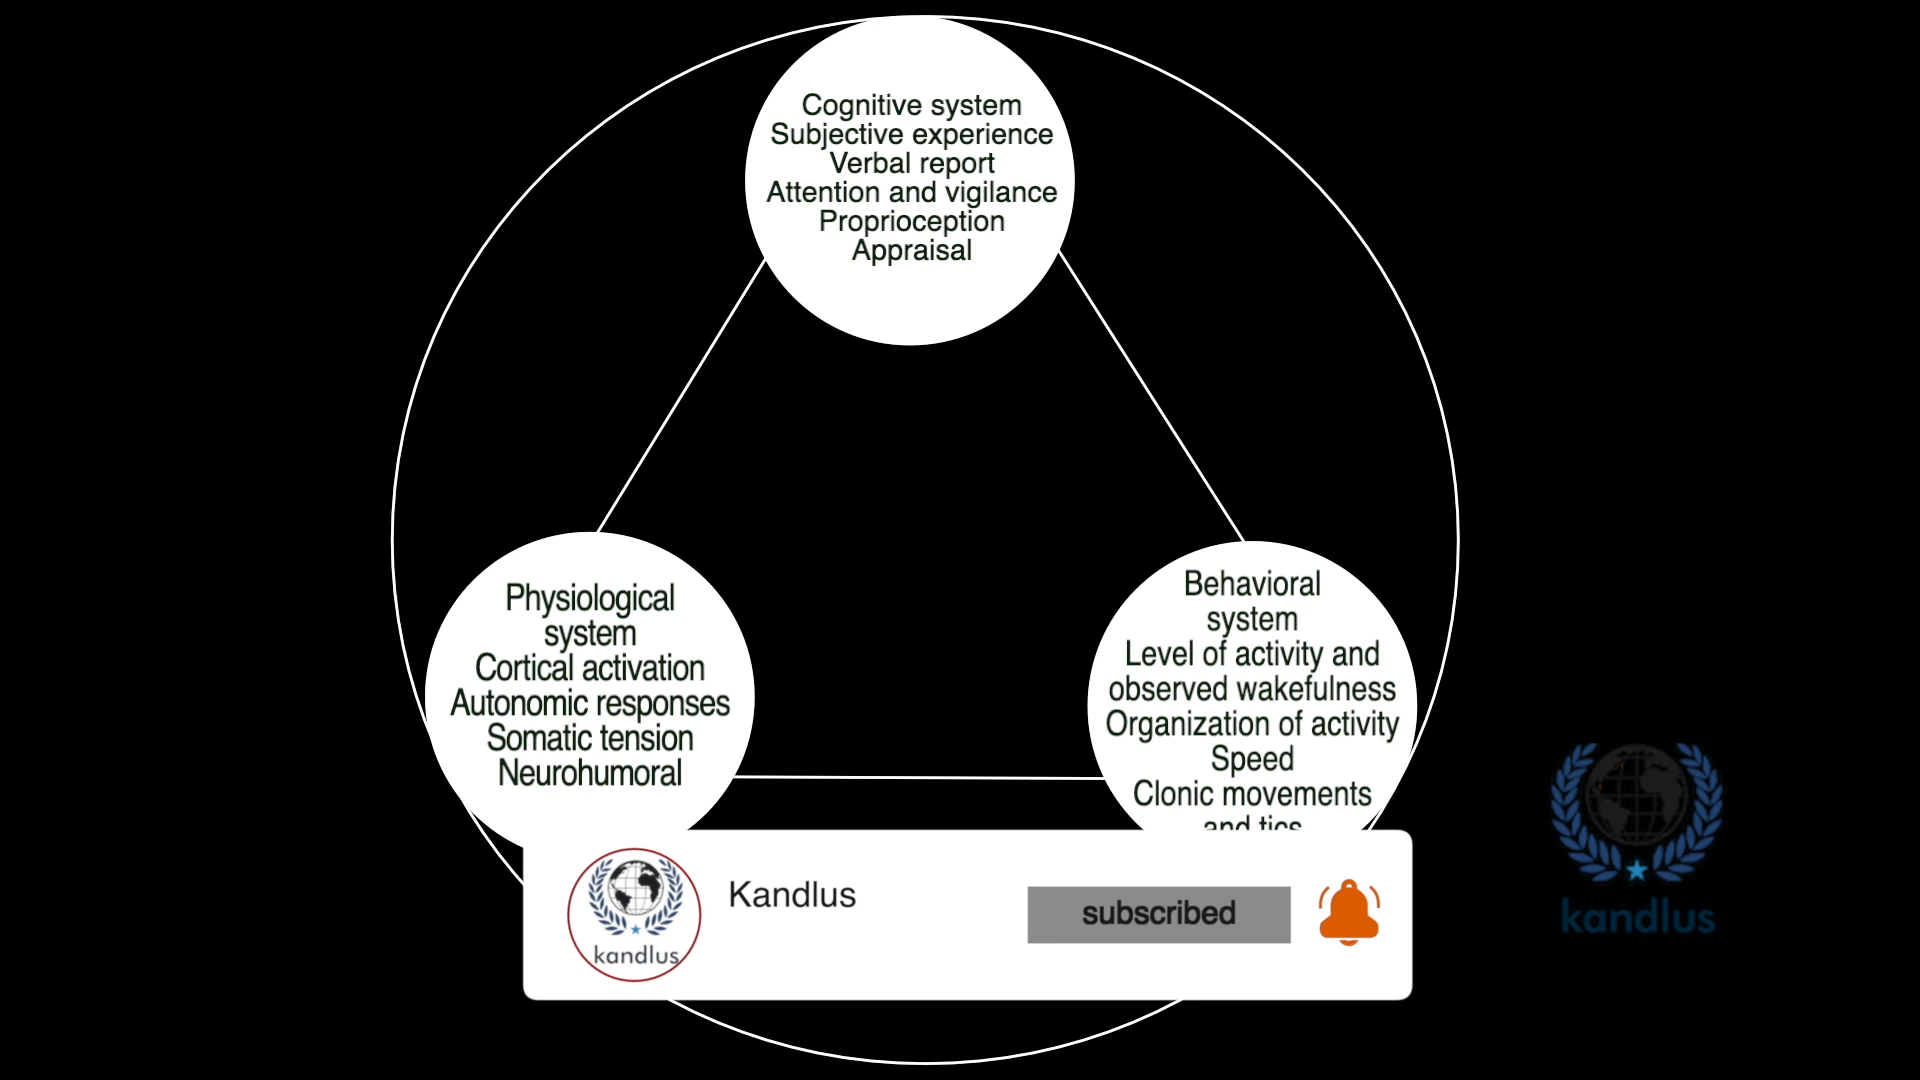 Cognitive system
Subjective experience
Verbal report
Attention and vigilance
Proprioception
Appraisal
Physiological
system
Cortical activation
Autonomic responses
Somatic tension
Neurohumoral
Behavioral
system
Level of activity and
observed wakefulness
Organization of activity
Speed
Clonic movements
and tics
kandlus
Kandlus
subscribed
kandlus